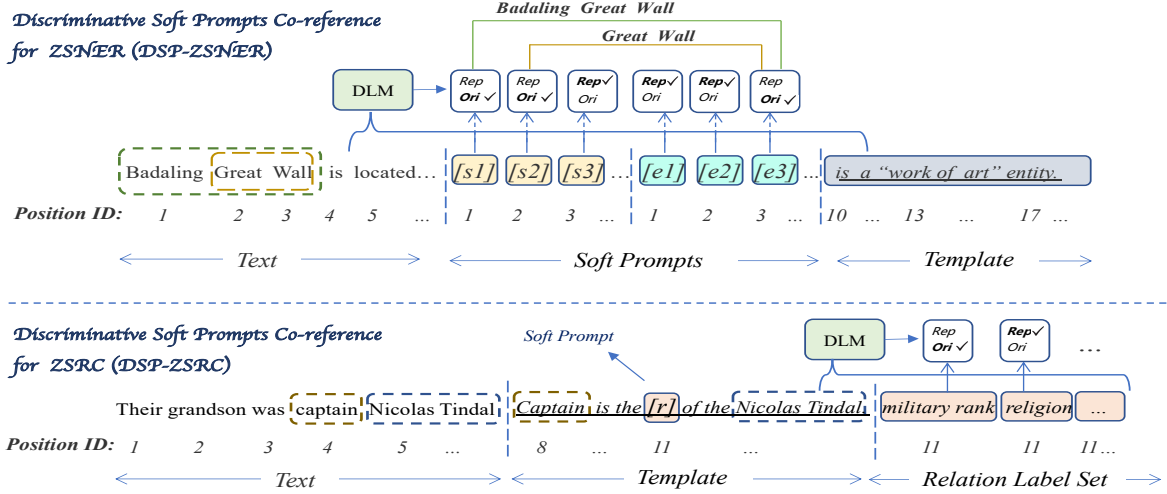 Discriminative Soft Prompts Co-reference
for ZSNER (DSP-ZSNER)
Badaling Great Wall
Great Wall
DLM
Rep Rep Rep✓ Rep✓ Rep✓ Rep
Ori ✓ Ori ✓ Ori Ori Ori Ori ✓
Badaling Great Wall is located... [s1] [s2] [s3] ... [e1] [e2] [e3] ... is a “work of art” entity.
Position ID: 1 2 3 4 5 ... 1 2 3 ... 1 2 3 ... 10 ... 13 ... 17 ...
Text Soft Prompts Template
Discriminative Soft Prompts Co-reference
for ZSRC (DSP-ZSRC)
Soft Prompt
DLM
Rep Rep✓
Ori ✓ Ori ...
Their grandson was captain Nicolas Tindal Captain is the [r] of the Nicolas Tindal military rank religion ...
Position ID: 1 2 3 4 5 ... 8 ... 11 ... 11 11 11...
Text Template Relation Label Set